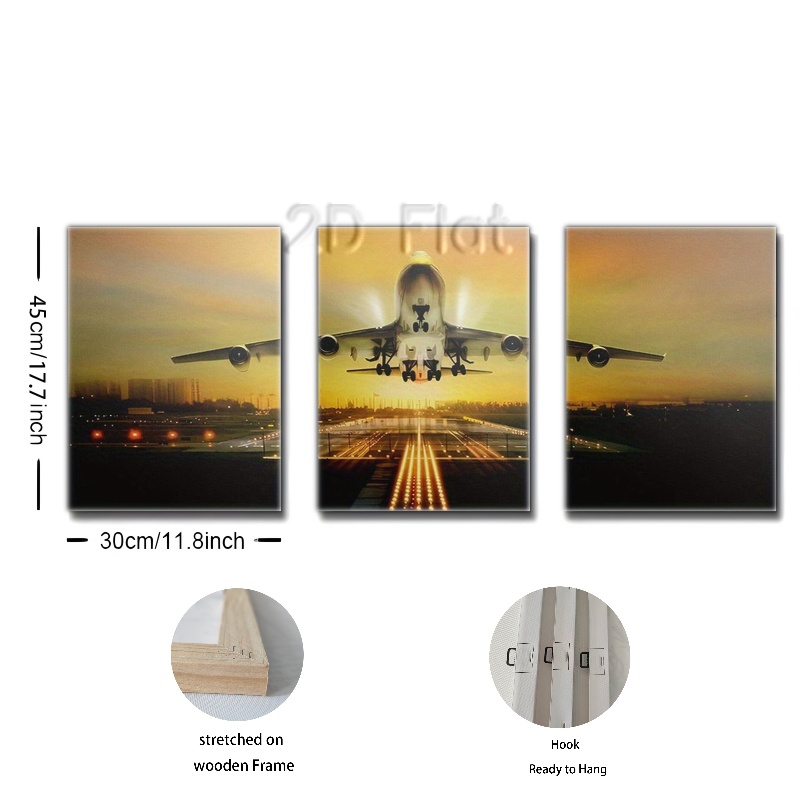 2D Flat
45cm/17.7inch
30cm/11.8inch
stretched on
wooden Frame
Hook
Ready to Hang